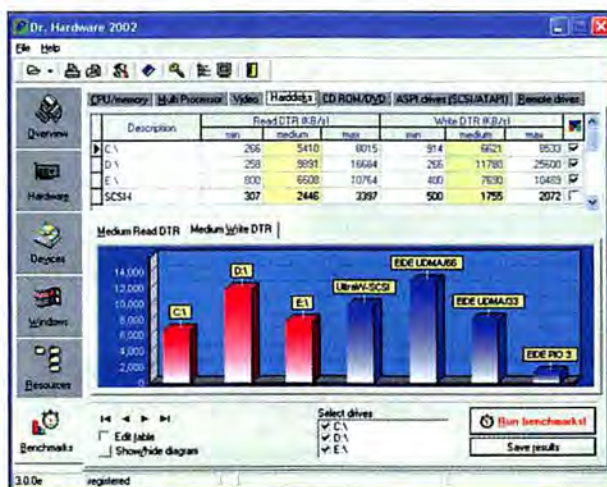 Dr. Hardware 2002
File Help
CPU/memory Multi Processor Video Harddisks CD ROM/DVD ASPI drives (SCSI/ATAPI) Remote drives
Description Read DTR (KB/s) Write DTR (KB/s)
min medium max min medium max
C:\ 266 5410 8015 914 6621 8533
D:\ 258 9891 16684 266 11780 25600
E:\ 800 6608 10764 400 7690 10489
SCSI-I 307 2446 3397 500 1755 2072
Overview
Hardware
Devices
Windows
Resources
Benchmarks
Medium Read DTR Medium Write DTR
14,000
12,000
10,000
8,000
6,000
4,000
2,000
0
C:\
D:\
E:\
UltraW-SCSI
EIDE UDMA/66
EIDE UDMA/33
EIDE PIO 3
Edit table
Show/hide diagram
Select drives
C:\
D:\
E:\
Run benchmarks!
Save results
3.0.0e registered